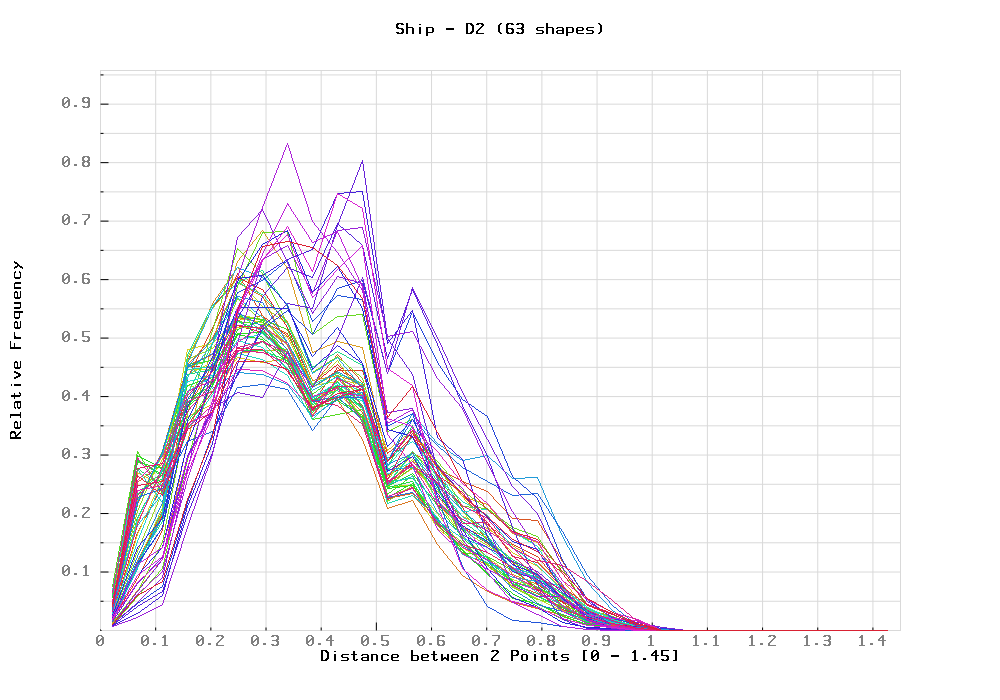 Ship - D2 (63 shapes)
0.9
0.8
0.7
0.6
0.5
0.4
0.3
0.2
0.1
Relative Frequency
0 0.1 0.2 0.3 0.4 0.5 0.6 0.7 0.8 0.9 1 1.1 1.2 1.3 1.4
Distance between 2 Points [0 - 1.45]